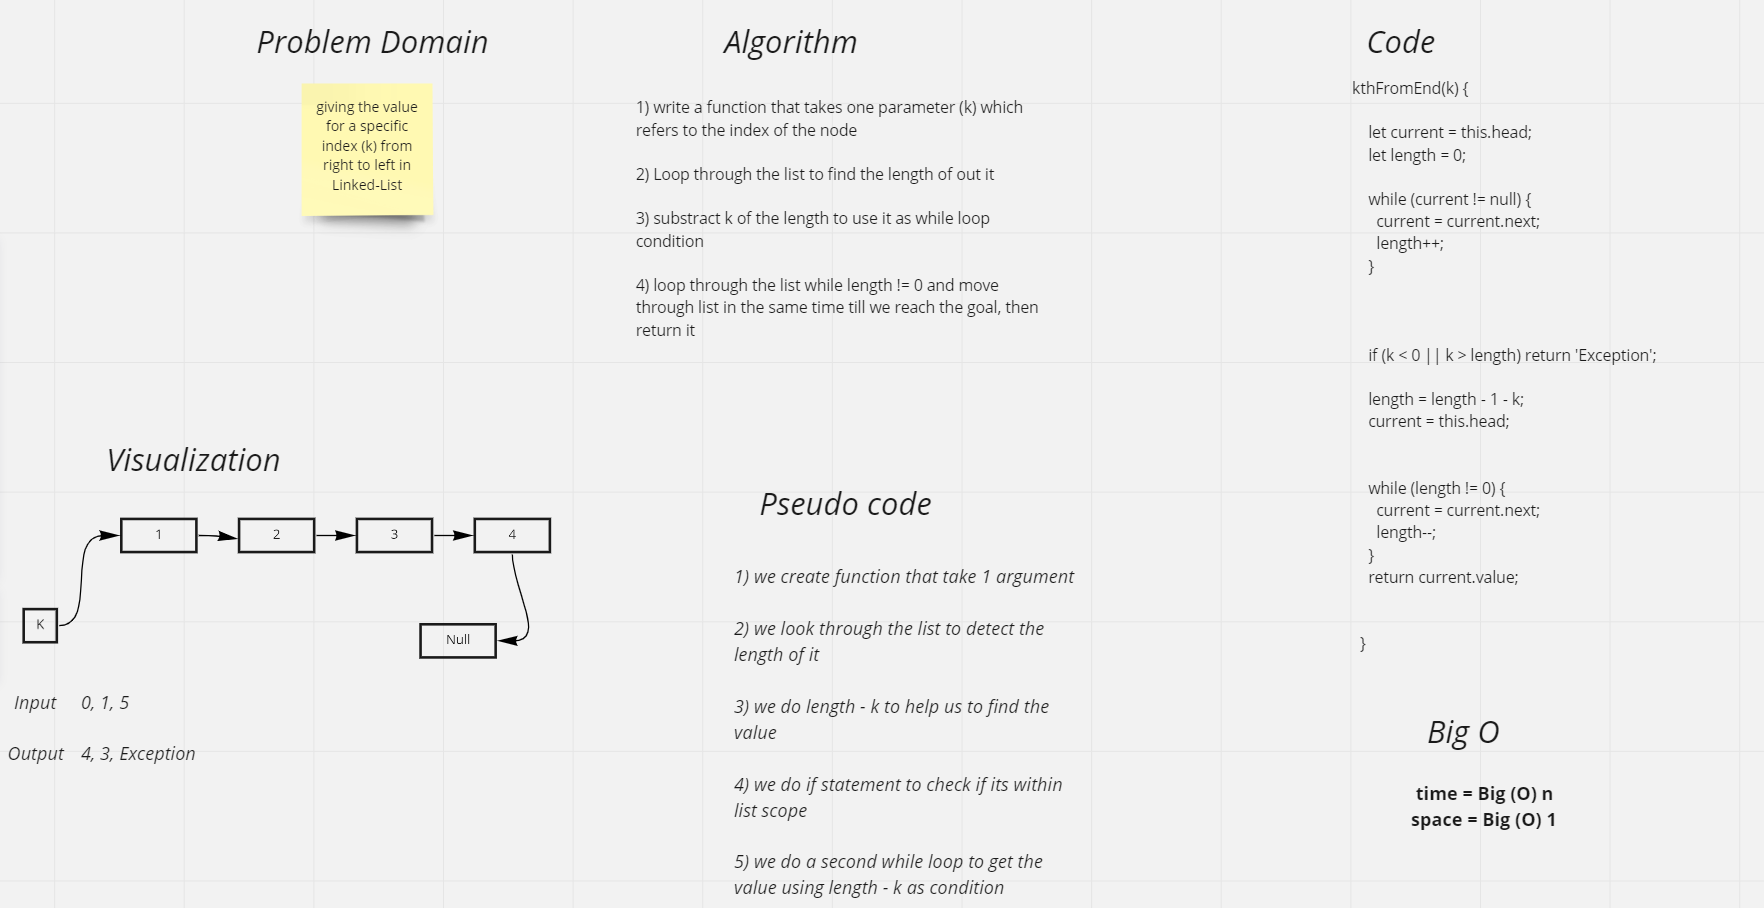 Problem Domain
giving the value
for a specific
index (k) from
right to left in
Linked-List
Visualization
1
2
3
4
K
Null
Input 0, 1, 5
Output 4, 3, Exception
Algorithm
1) write a function that takes one parameter (k) which
refers to the index of the node
2) Loop through the list to find the length of out it
3) substract k of the length to use it as while loop
condition
4) loop through the list while length != 0 and move
through list in the same time till we reach the goal, then
return it
Pseudo code
1) we create function that take 1 argument
2) we look through the list to detect the
length of it
3) we do length - k to help us to find the
value
4) we do if statement to check if its within
list scope
5) we do a second while loop to get the
value using length - k as condition
Code
kthFromEnd(k) {
let current = this.head;
let length = 0;
while (current != null) {
current = current.next;
length++;
}
if (k < 0 || k > length) return 'Exception';
length = length - 1 - k;
current = this.head;
while (length != 0) {
current = current.next;
length--;
}
return current.value;
}
Big O
time = Big (O) n
space = Big (O) 1